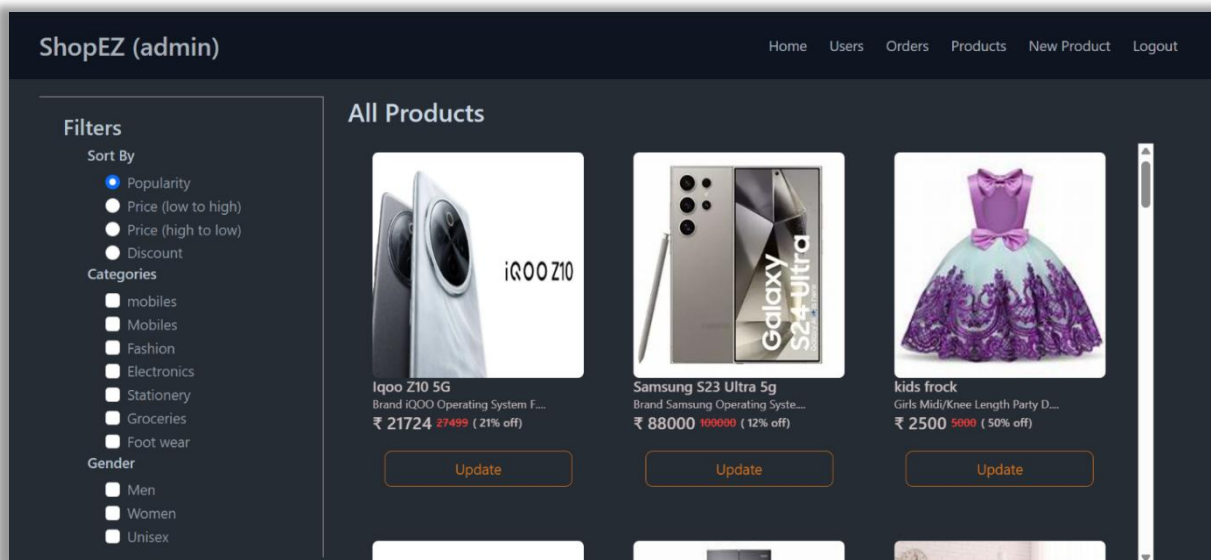 ShopEZ (admin)
Home Users Orders Products New Product Logout
Filters
Sort By
Popularity
Price (low to high)
Price (high to low)
Discount
Categories
mobiles
Mobiles
Fashion
Electronics
Stationery
Groceries
Foot wear
Gender
Men
Women
Unisex
All Products
iQOO Z10
Iqoo Z10 5G
Brand iQOO Operating System F....
₹ 21724 27499 ( 21% off)
Update
Galaxy
S24 Ultra
Samsung S23 Ultra 5g
Brand Samsung Operating Syste....
₹ 88000 100000 ( 12% off)
Update
kids frock
Girls Midi/Knee Length Party D....
₹ 2500 5000 ( 50% off)
Update